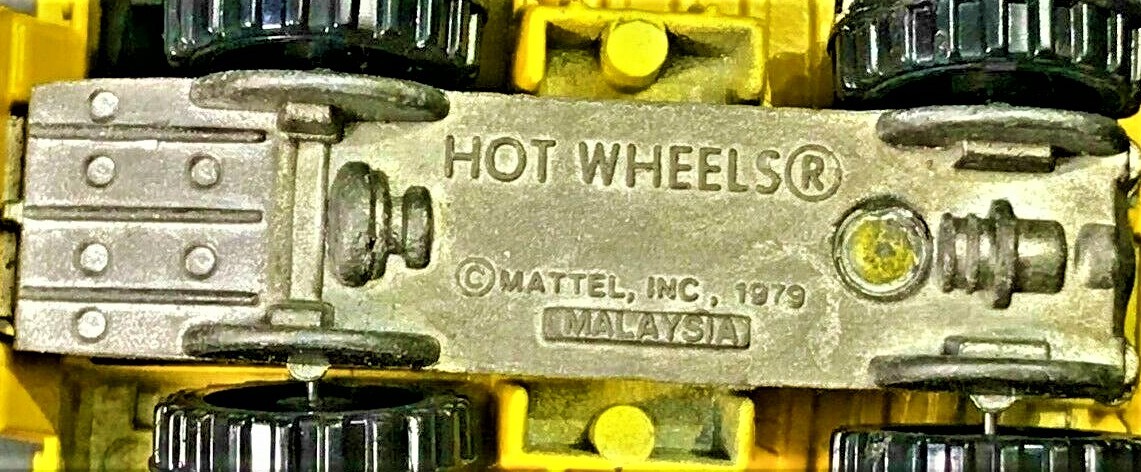 HOT WHEELS®
©MATTEL, INC, 1979
MALAYSIA